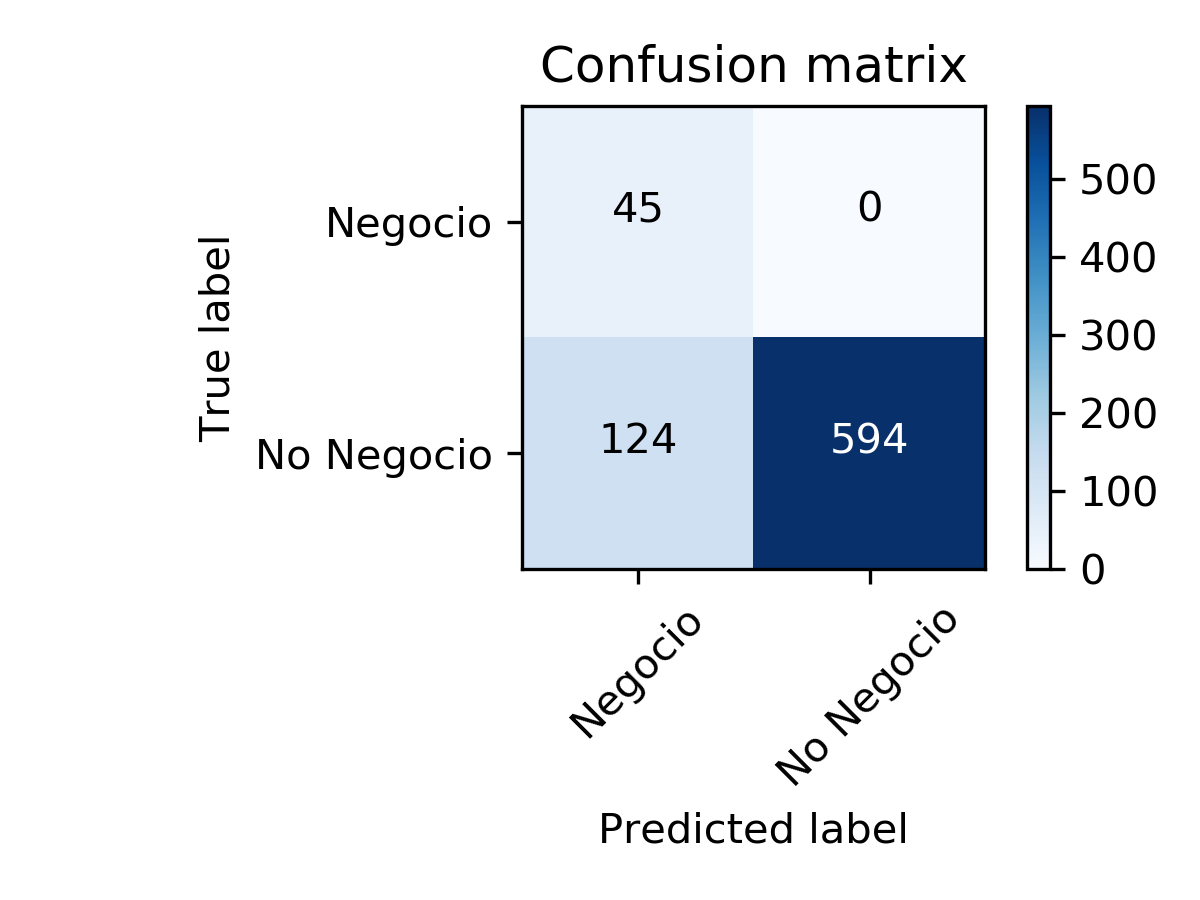 Confusion matrix
True label
Negocio
No Negocio
45
0
124
594
500
400
300
200
100
0
Negocio
No Negocio
Predicted label